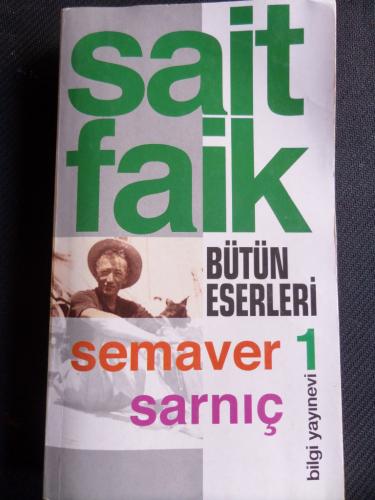 sait
faik
BÜTÜN
ESERLERİ
semaver 1
sarnıç
bilgi yayınevi